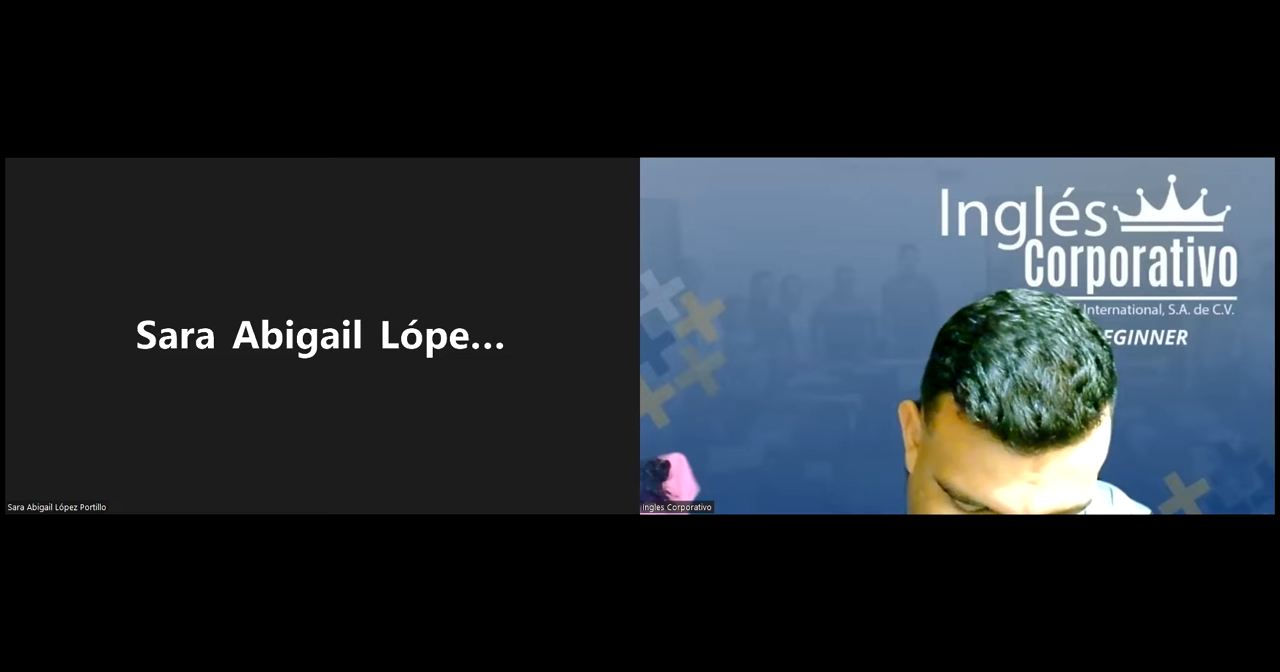 Sara Abigail Lópe...
Sara Abigail López Portillo
Inglés
Corporativo
International, S.A. de C.V.
EGINNER
Ingles Corporativo